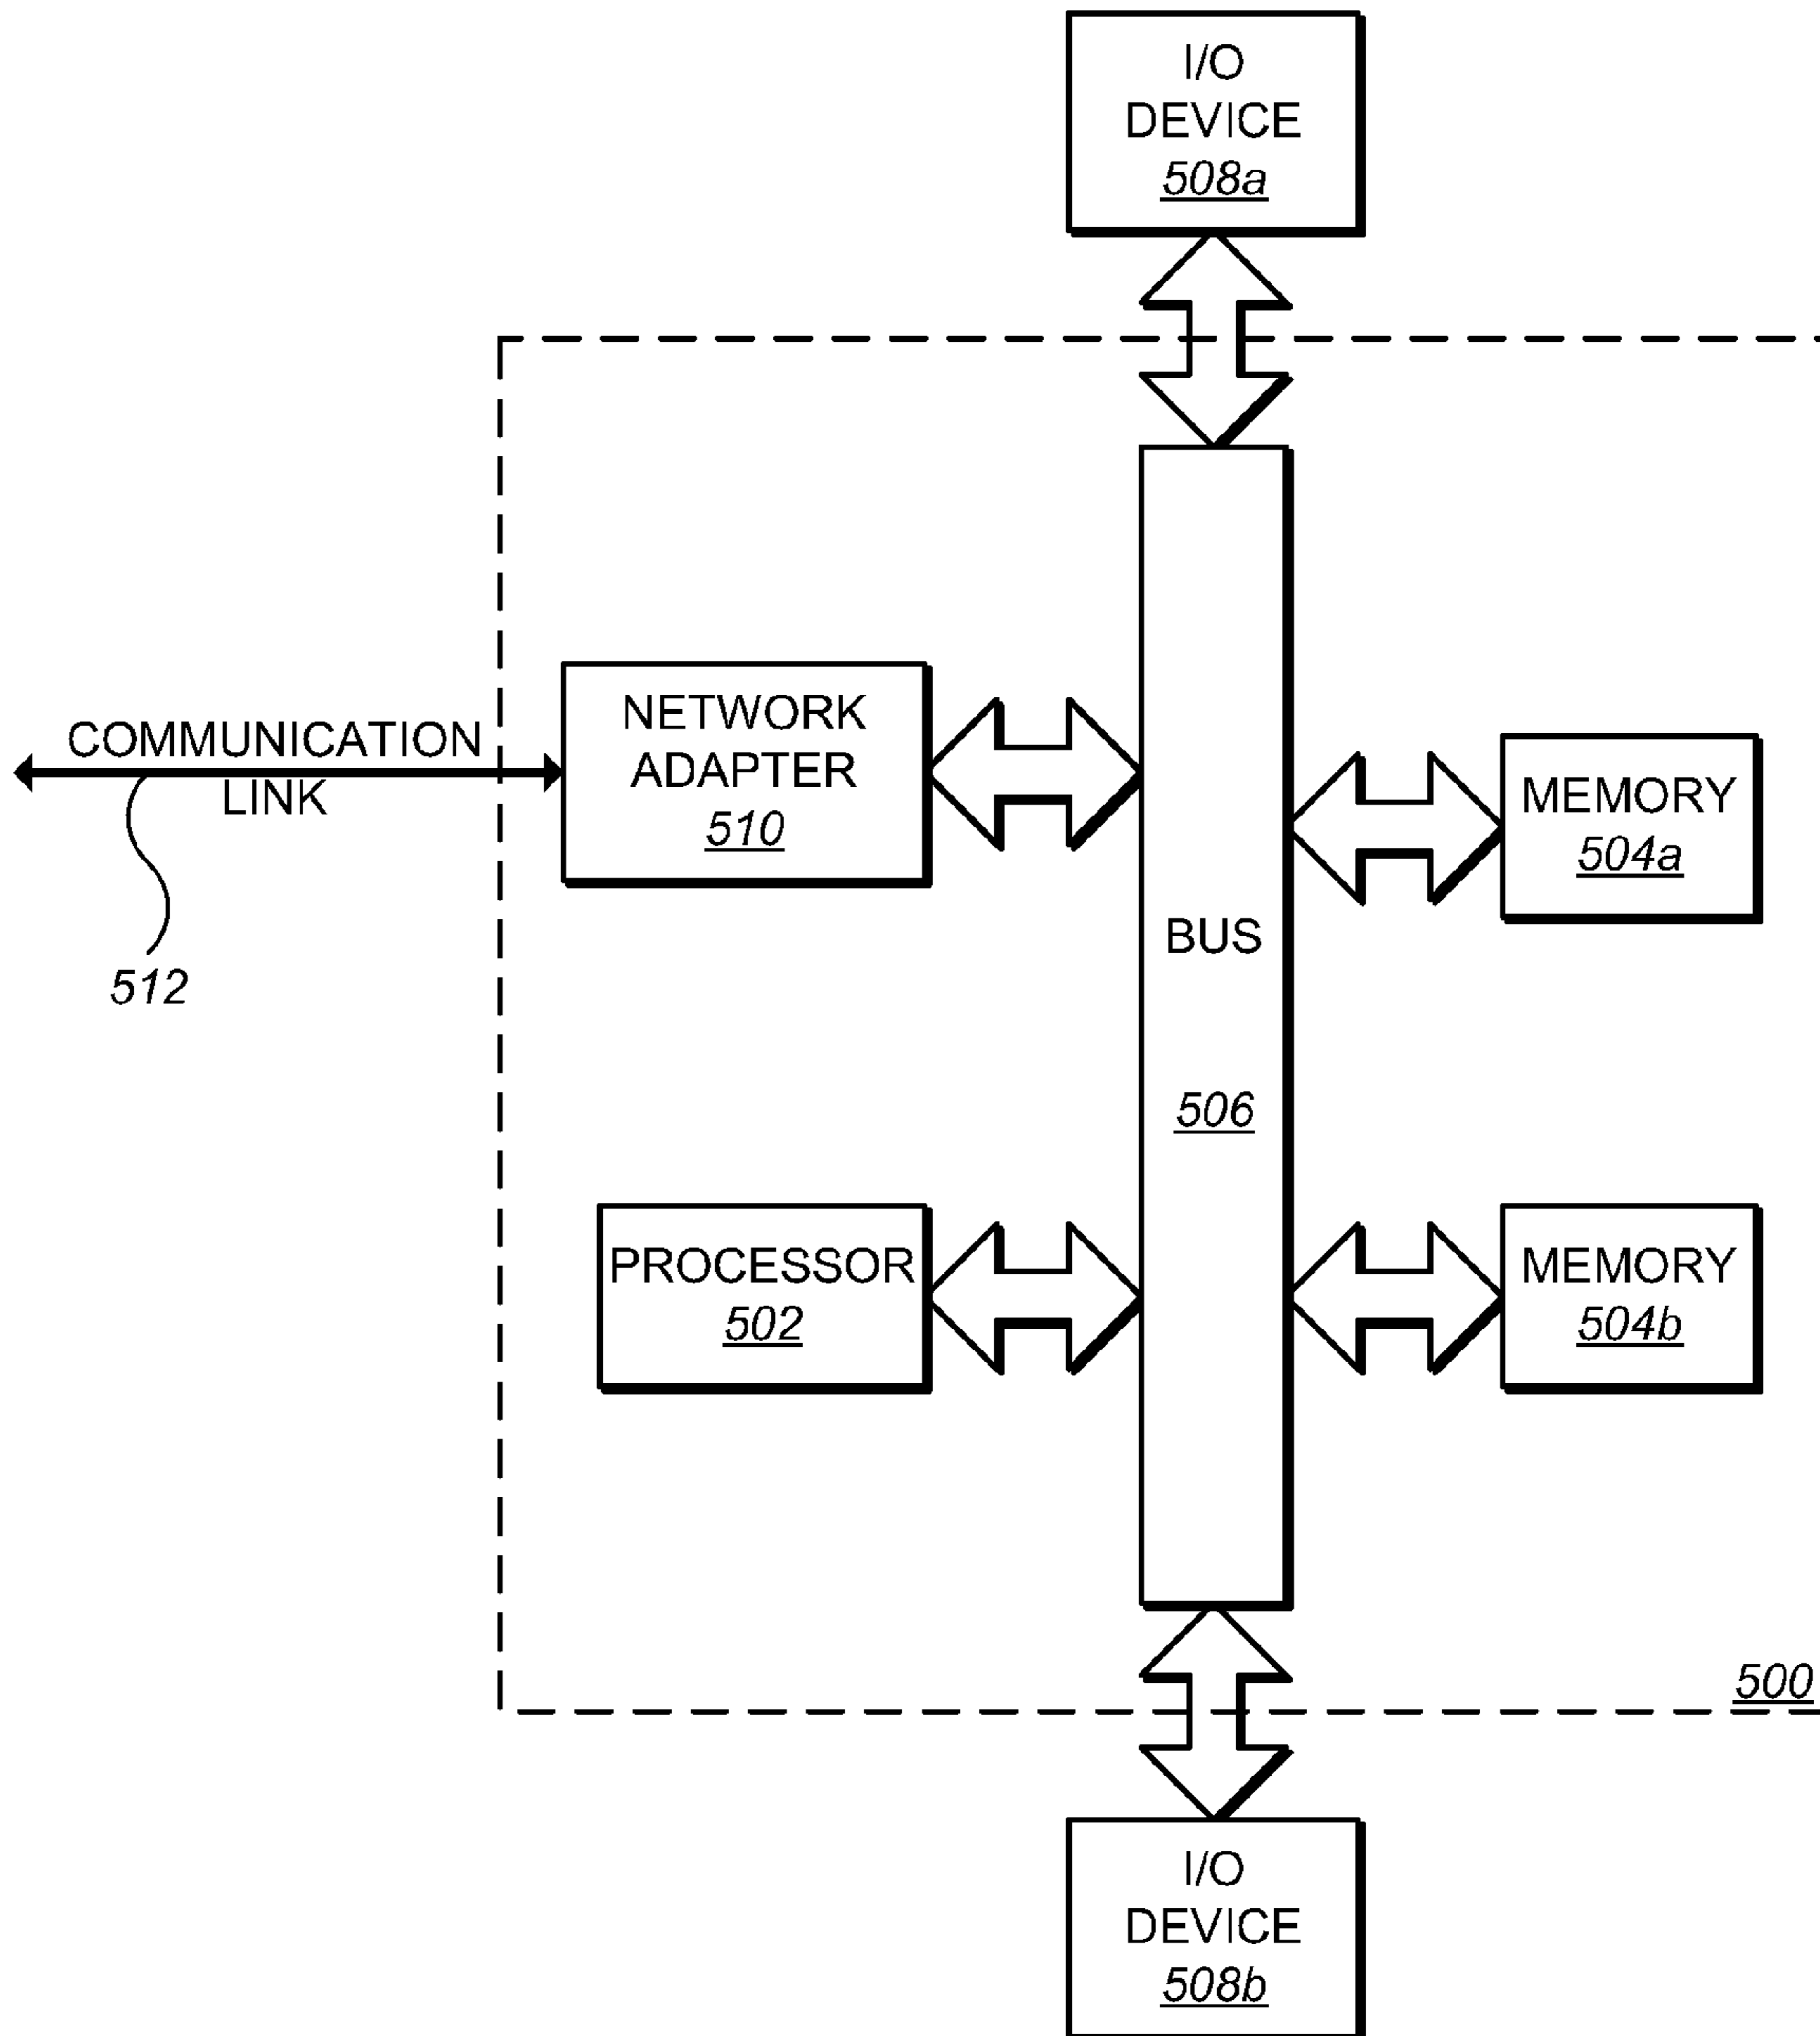 I/O
DEVICE
508a
NETWORK
ADAPTER
510
COMMUNICATION
LINK
512
MEMORY
504a
BUS
506
PROCESSOR
502
MEMORY
504b
500
I/O
DEVICE
508b